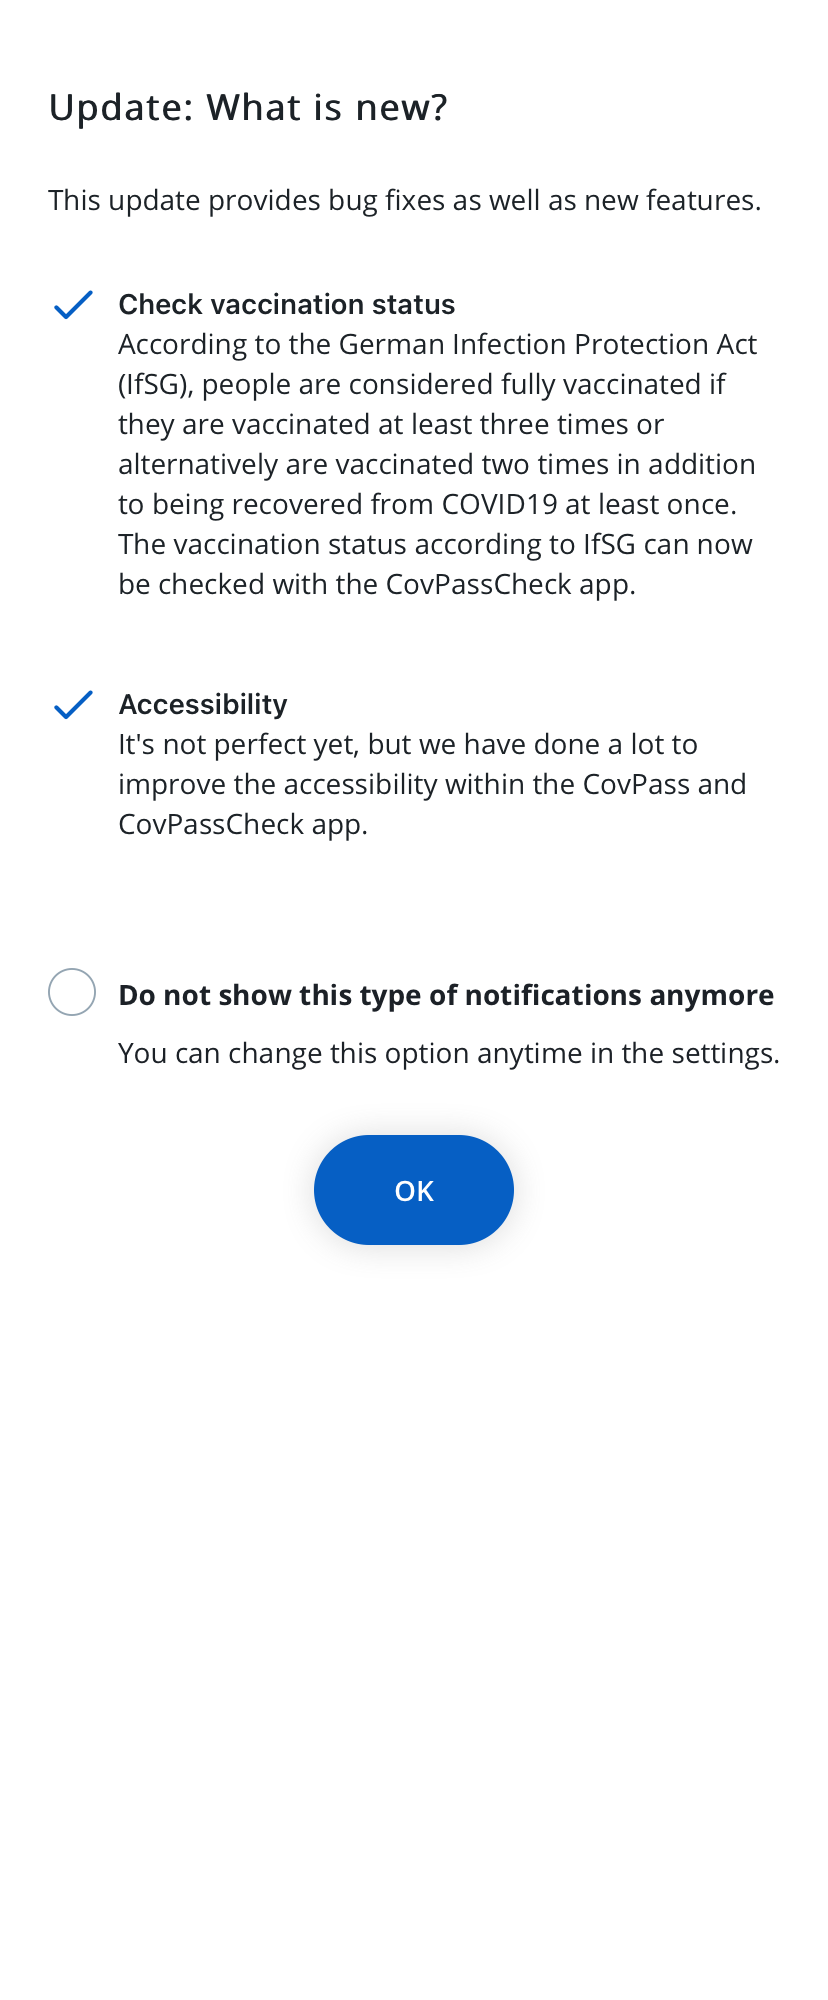 Update: What is new?
This update provides bug fixes as well as new features.
Check vaccination status
According to the German Infection Protection Act
(IfSG), people are considered fully vaccinated if
they are vaccinated at least three times or
alternatively are vaccinated two times in addition
to being recovered from COVID19 at least once.
The vaccination status according to IfSG can now
be checked with the CovPassCheck app.
Accessibility
It's not perfect yet, but we have done a lot to
improve the accessibility within the CovPass and
CovPassCheck app.
Do not show this type of notifications anymore
You can change this option anytime in the settings.
OK